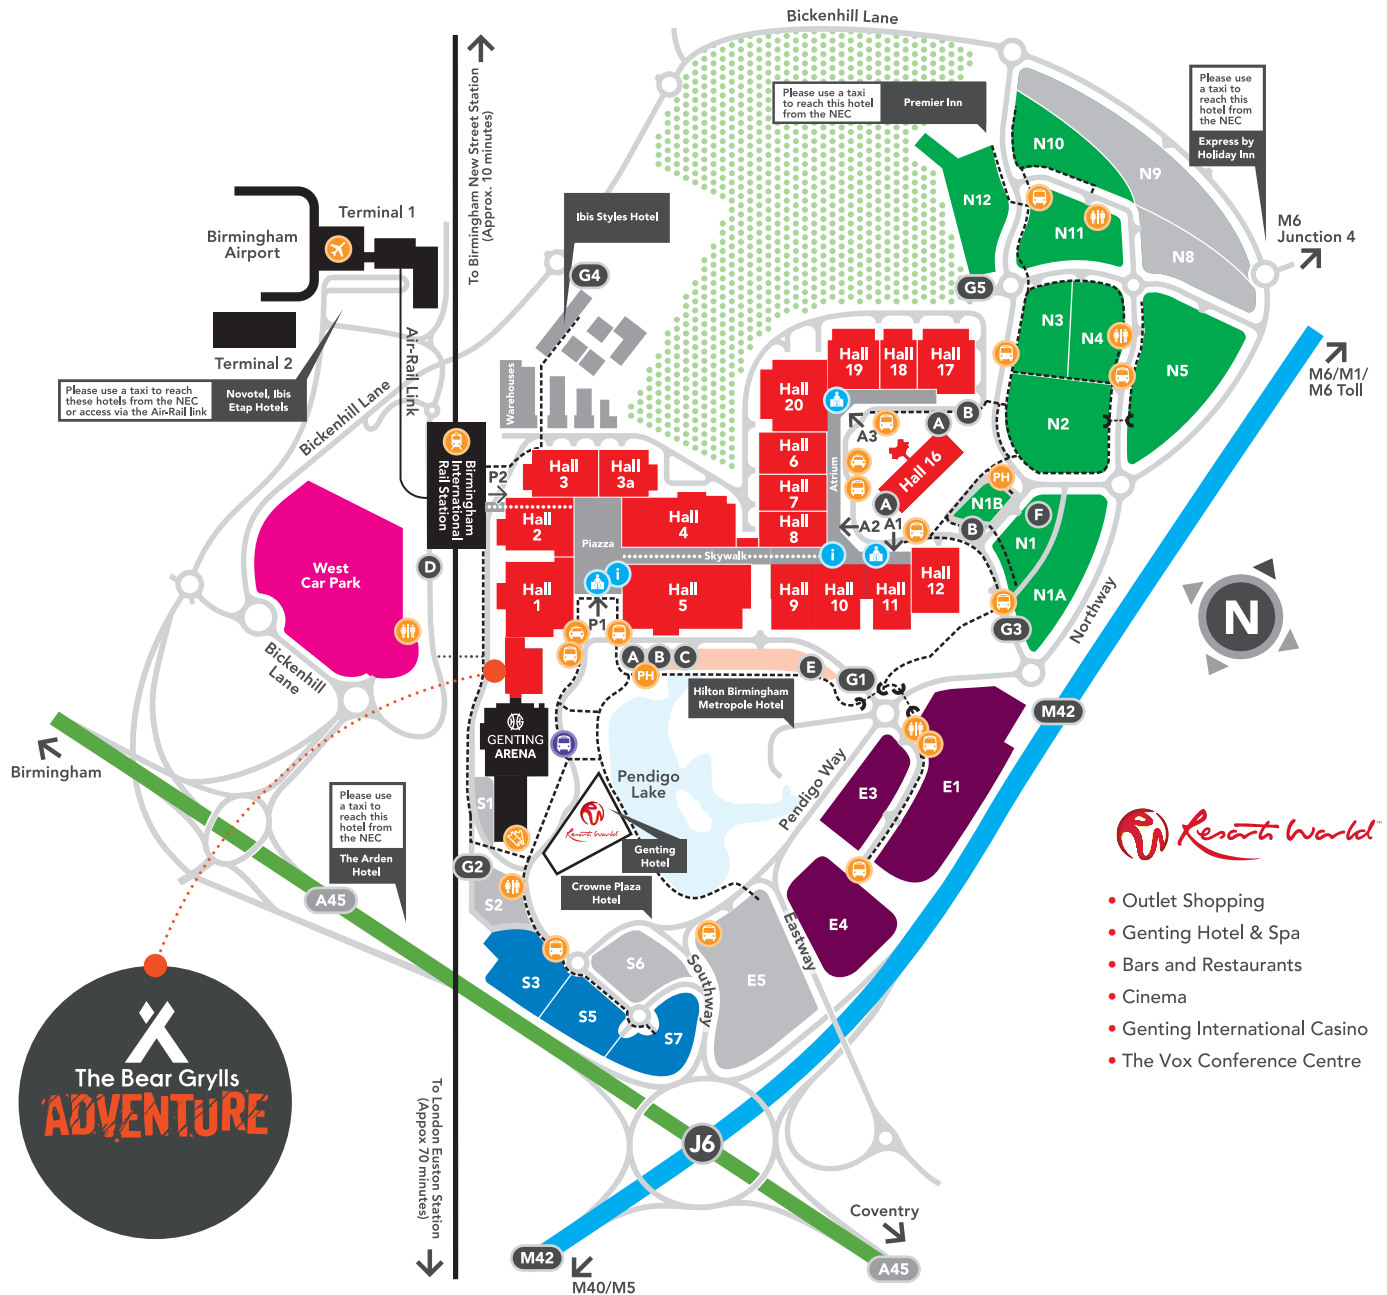 Bickenhill Lane
To Birmingham New Street Station
(Approx. 10 minutes)
Please use a taxi
to reach this
hotel from
the NEC
Premier Inn
Please use
a taxi to
reach this
hotel from
the NEC
Express by
Holiday Inn
N10
N9
N12
N11
N8
M6
Junction 4
Ibis Styles Hotel
Terminal 1
Birmingham
Airport
G4
G5
N3
N4
N5
Terminal 2
Air-Rail Link
Please use a taxi to reach
these hotels from the NEC
or access via the Air-Rail link
Novotel, Ibis
Etap Hotels
Bickenhill Lane
Warehouses
Hall
19
Hall
18
Hall
17
Hall
20
M6/M1/
M6 Toll
A3
A
B
N2
Birmingham
International
Rail Station
P2
Hall
3
Hall
3a
Hall
6
Hall
7
Hall
8
Atrium
Hall 16
A
PH
N1B
F
B
N1
N1A
Hall
2
Piazza
Hall
4
Skywalk
A2
A1
i
i
West
Car Park
D
Hall
1
P1
Hall
5
Hall
9
Hall
10
Hall
11
Hall
12
G3
Northway
N
Bickenhill
Lane
A
B
C
PH
E
G1
Hilton Birmingham
Metropole Hotel
M42
GENTING
ARENA
Birmingham
Pendigo
Lake
Pendigo Way
E3
E1
S1
Resorts World
Genting
Hotel
Please use
a taxi to
reach this
hotel from
the NEC
The Arden
Hotel
G2
Crowne Plaza
Hotel
A45
S2
E4
Eastway
Southway
S6
E5
S3
S5
S7
Resorts World
TM
• Outlet Shopping
• Genting Hotel & Spa
• Bars and Restaurants
• Cinema
• Genting International Casino
• The Vox Conference Centre
The Bear Grylls
ADVENTURE
To London Euston Station
(Appox 70 minutes)
J6
Coventry
M42
M40/M5
A45